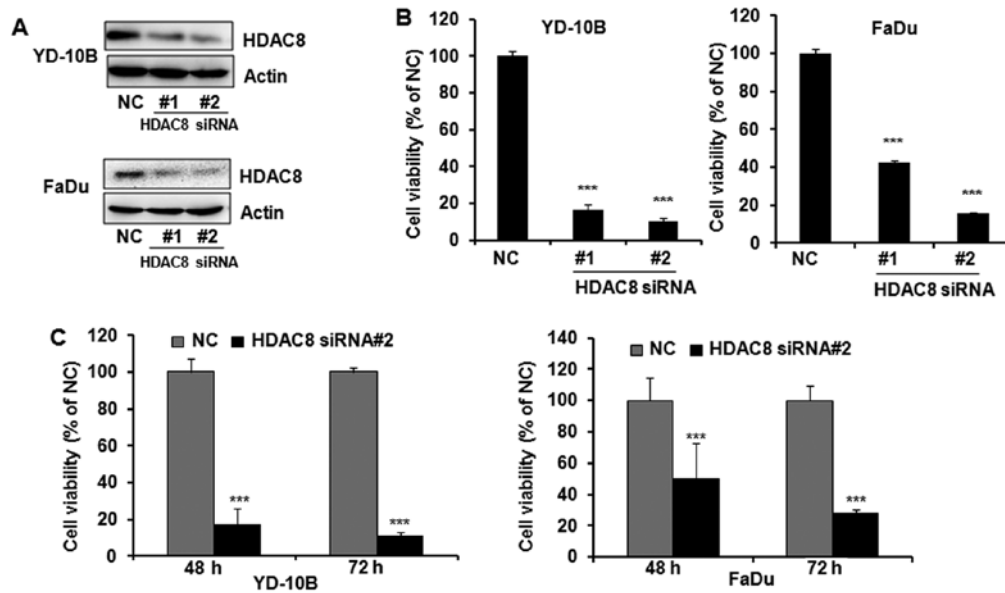 A
YD-10B
HDAC8
Actin
NC #1 #2
HDAC8 siRNA
FaDu
HDAC8
Actin
NC #1 #2
HDAC8 siRNA
B
YD-10B
Cell viability (% of NC)
120
100
80
60
40
20
0
***
***
NC #1 #2
HDAC8 siRNA
FaDu
Cell viability (% of NC)
120
100
80
60
40
20
0
***
***
NC #1 #2
HDAC8 siRNA
C
NC HDAC8 siRNA#2
Cell viability (% of NC)
120
100
80
60
40
20
0
***
***
48 h 72 h
YD-10B
NC HDAC8 siRNA#2
Cell viability (% of NC)
140
120
100
80
60
40
20
0
***
***
48 h 72 h
FaDu